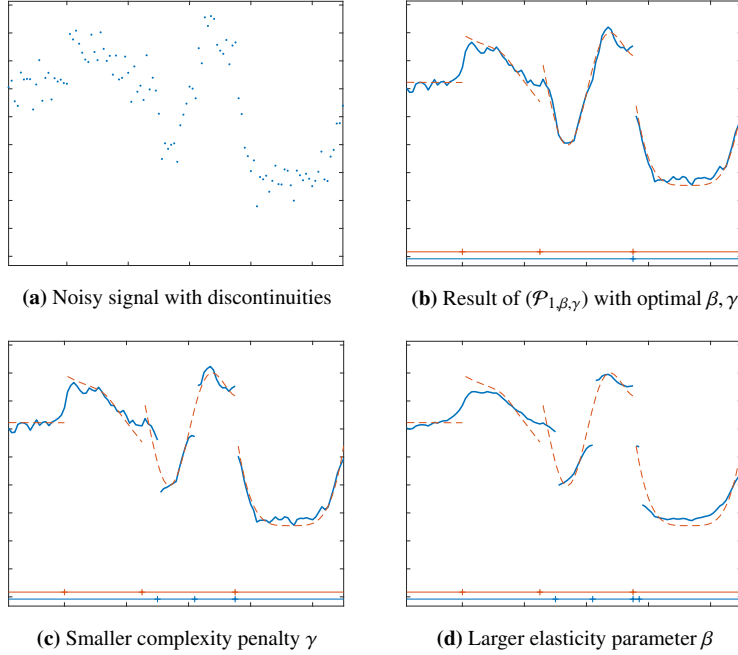 (a) Noisy signal with discontinuities
(b) Result of (𝒫₁,β,γ) with optimal β, γ
(c) Smaller complexity penalty γ
(d) Larger elasticity parameter β